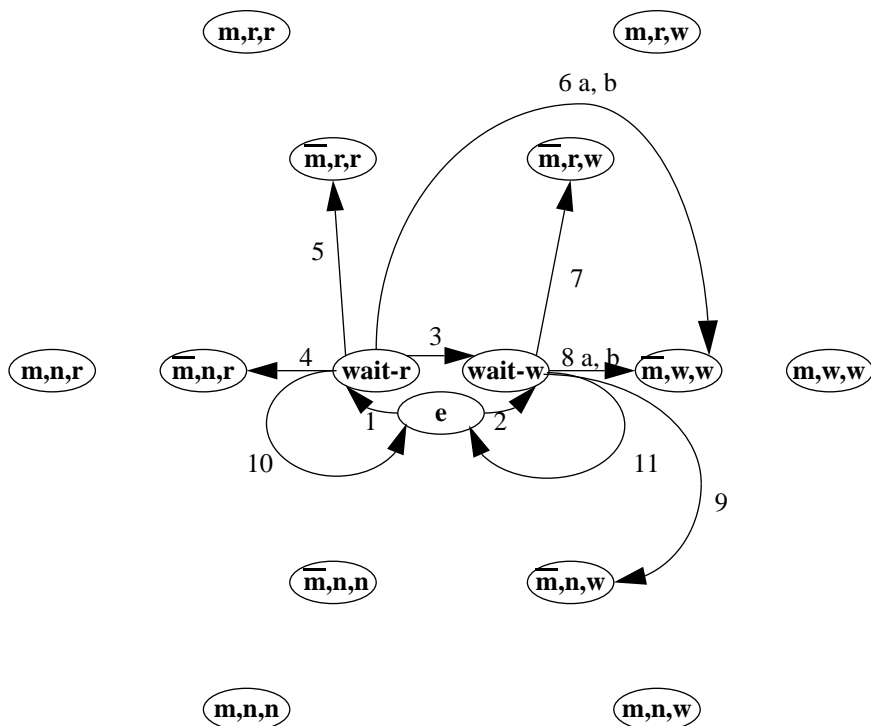 m,r,r
m,r,w
6 a, b
m̅,r,r
m̅,r,w
5
7
3
m,n,r
m̅,n,r
4
wait-r
wait-w
8 a, b
m̅,w,w
m,w,w
1
e
2
10
11
9
m̅,n,n
m̅,n,w
m,n,n
m,n,w